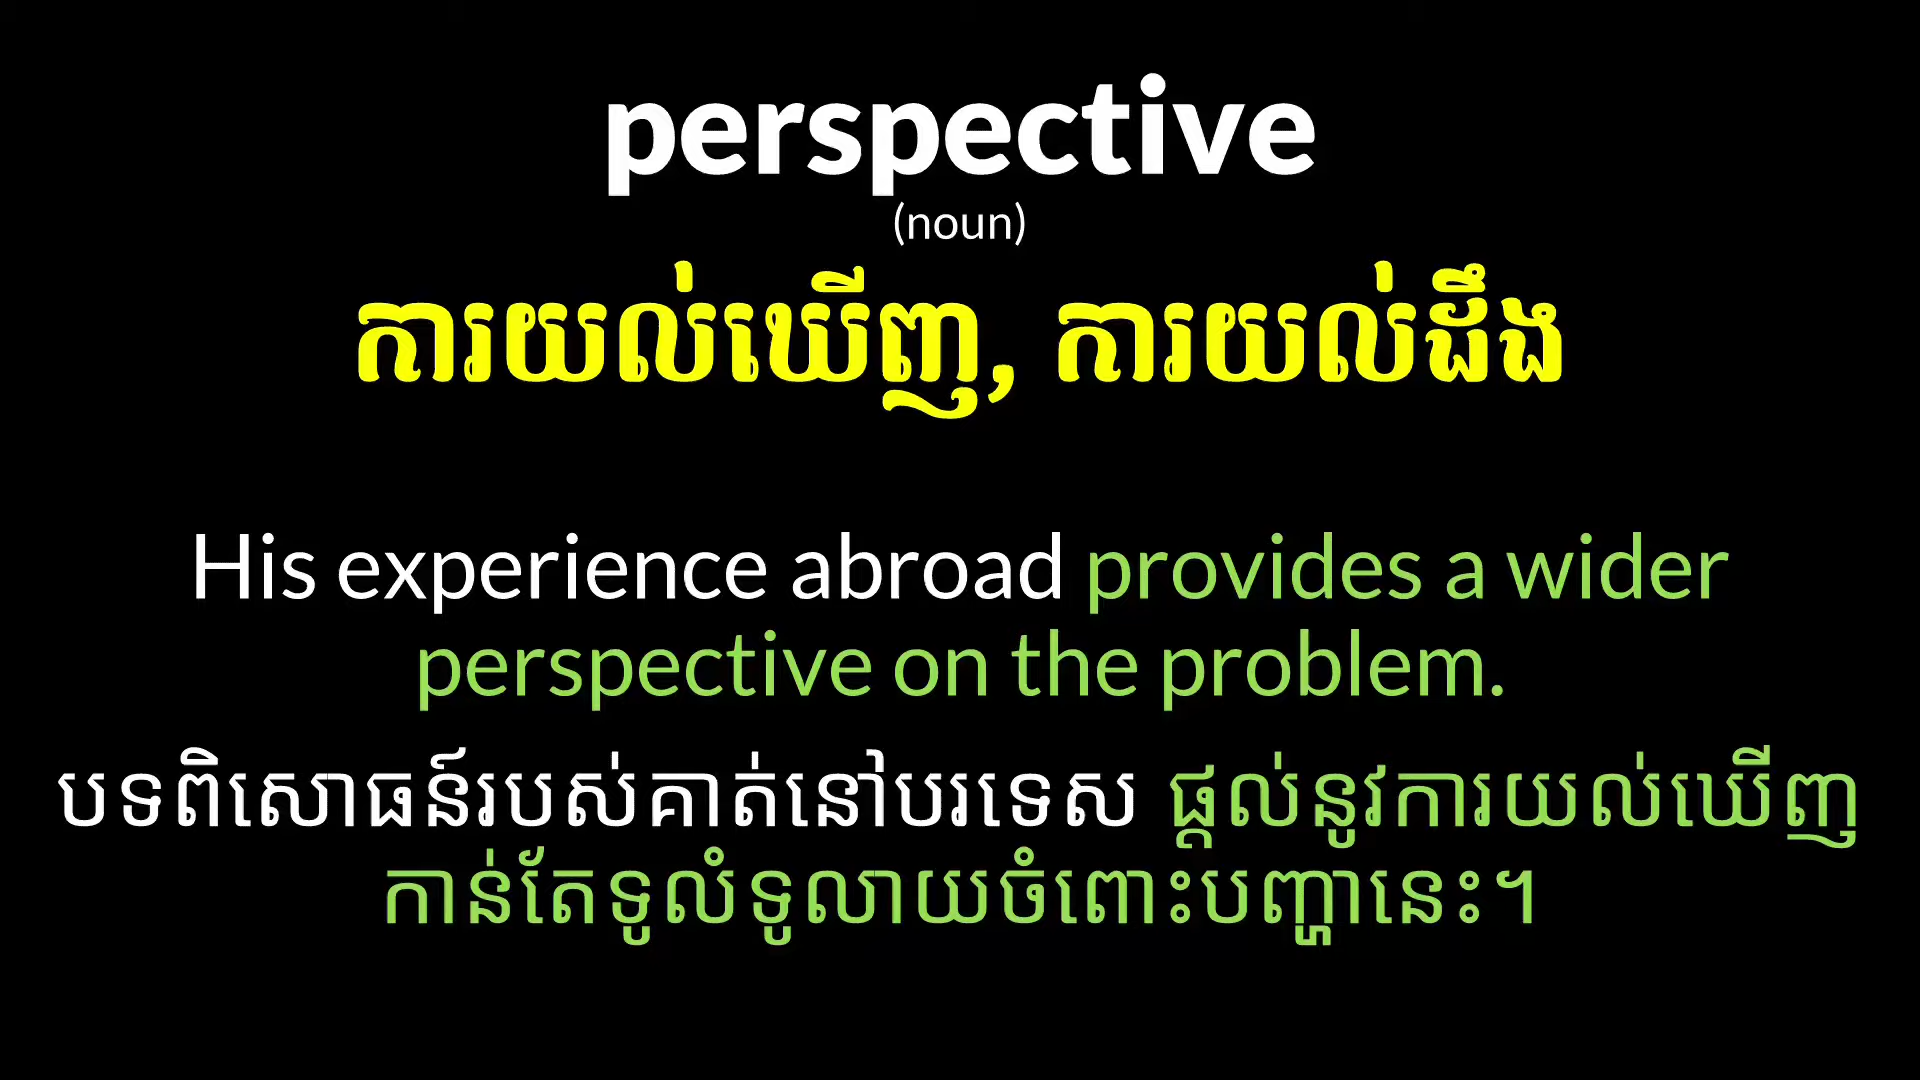 perspective
(noun)
ការយល់ឃើញ, ការយល់ដឹង
His experience abroad provides a wider
perspective on the problem.
បទពិសោធន៍របស់គាត់នៅបរទេស ផ្តល់នូវការយល់ឃើញ
កាន់តែទូលំទូលាយចំពោះបញ្ហានេះ។